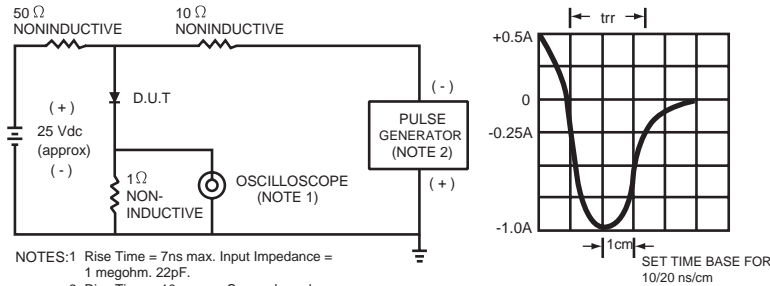 50 Ω
NONINDUCTIVE
10 Ω
NONINDUCTIVE
D.U.T
( + )
25 Vdc
(approx)
( - )
1 Ω
NON-
INDUCTIVE
OSCILLOSCOPE
(NOTE 1)
( - )
PULSE
GENERATOR
(NOTE 2)
( + )
NOTES:1 Rise Time = 7ns max. Input Impedance =
1 megohm. 22pF.
trr
+0.5A
0
-0.25A
-1.0A
1cm
SET TIME BASE FOR
10/20 ns/cm